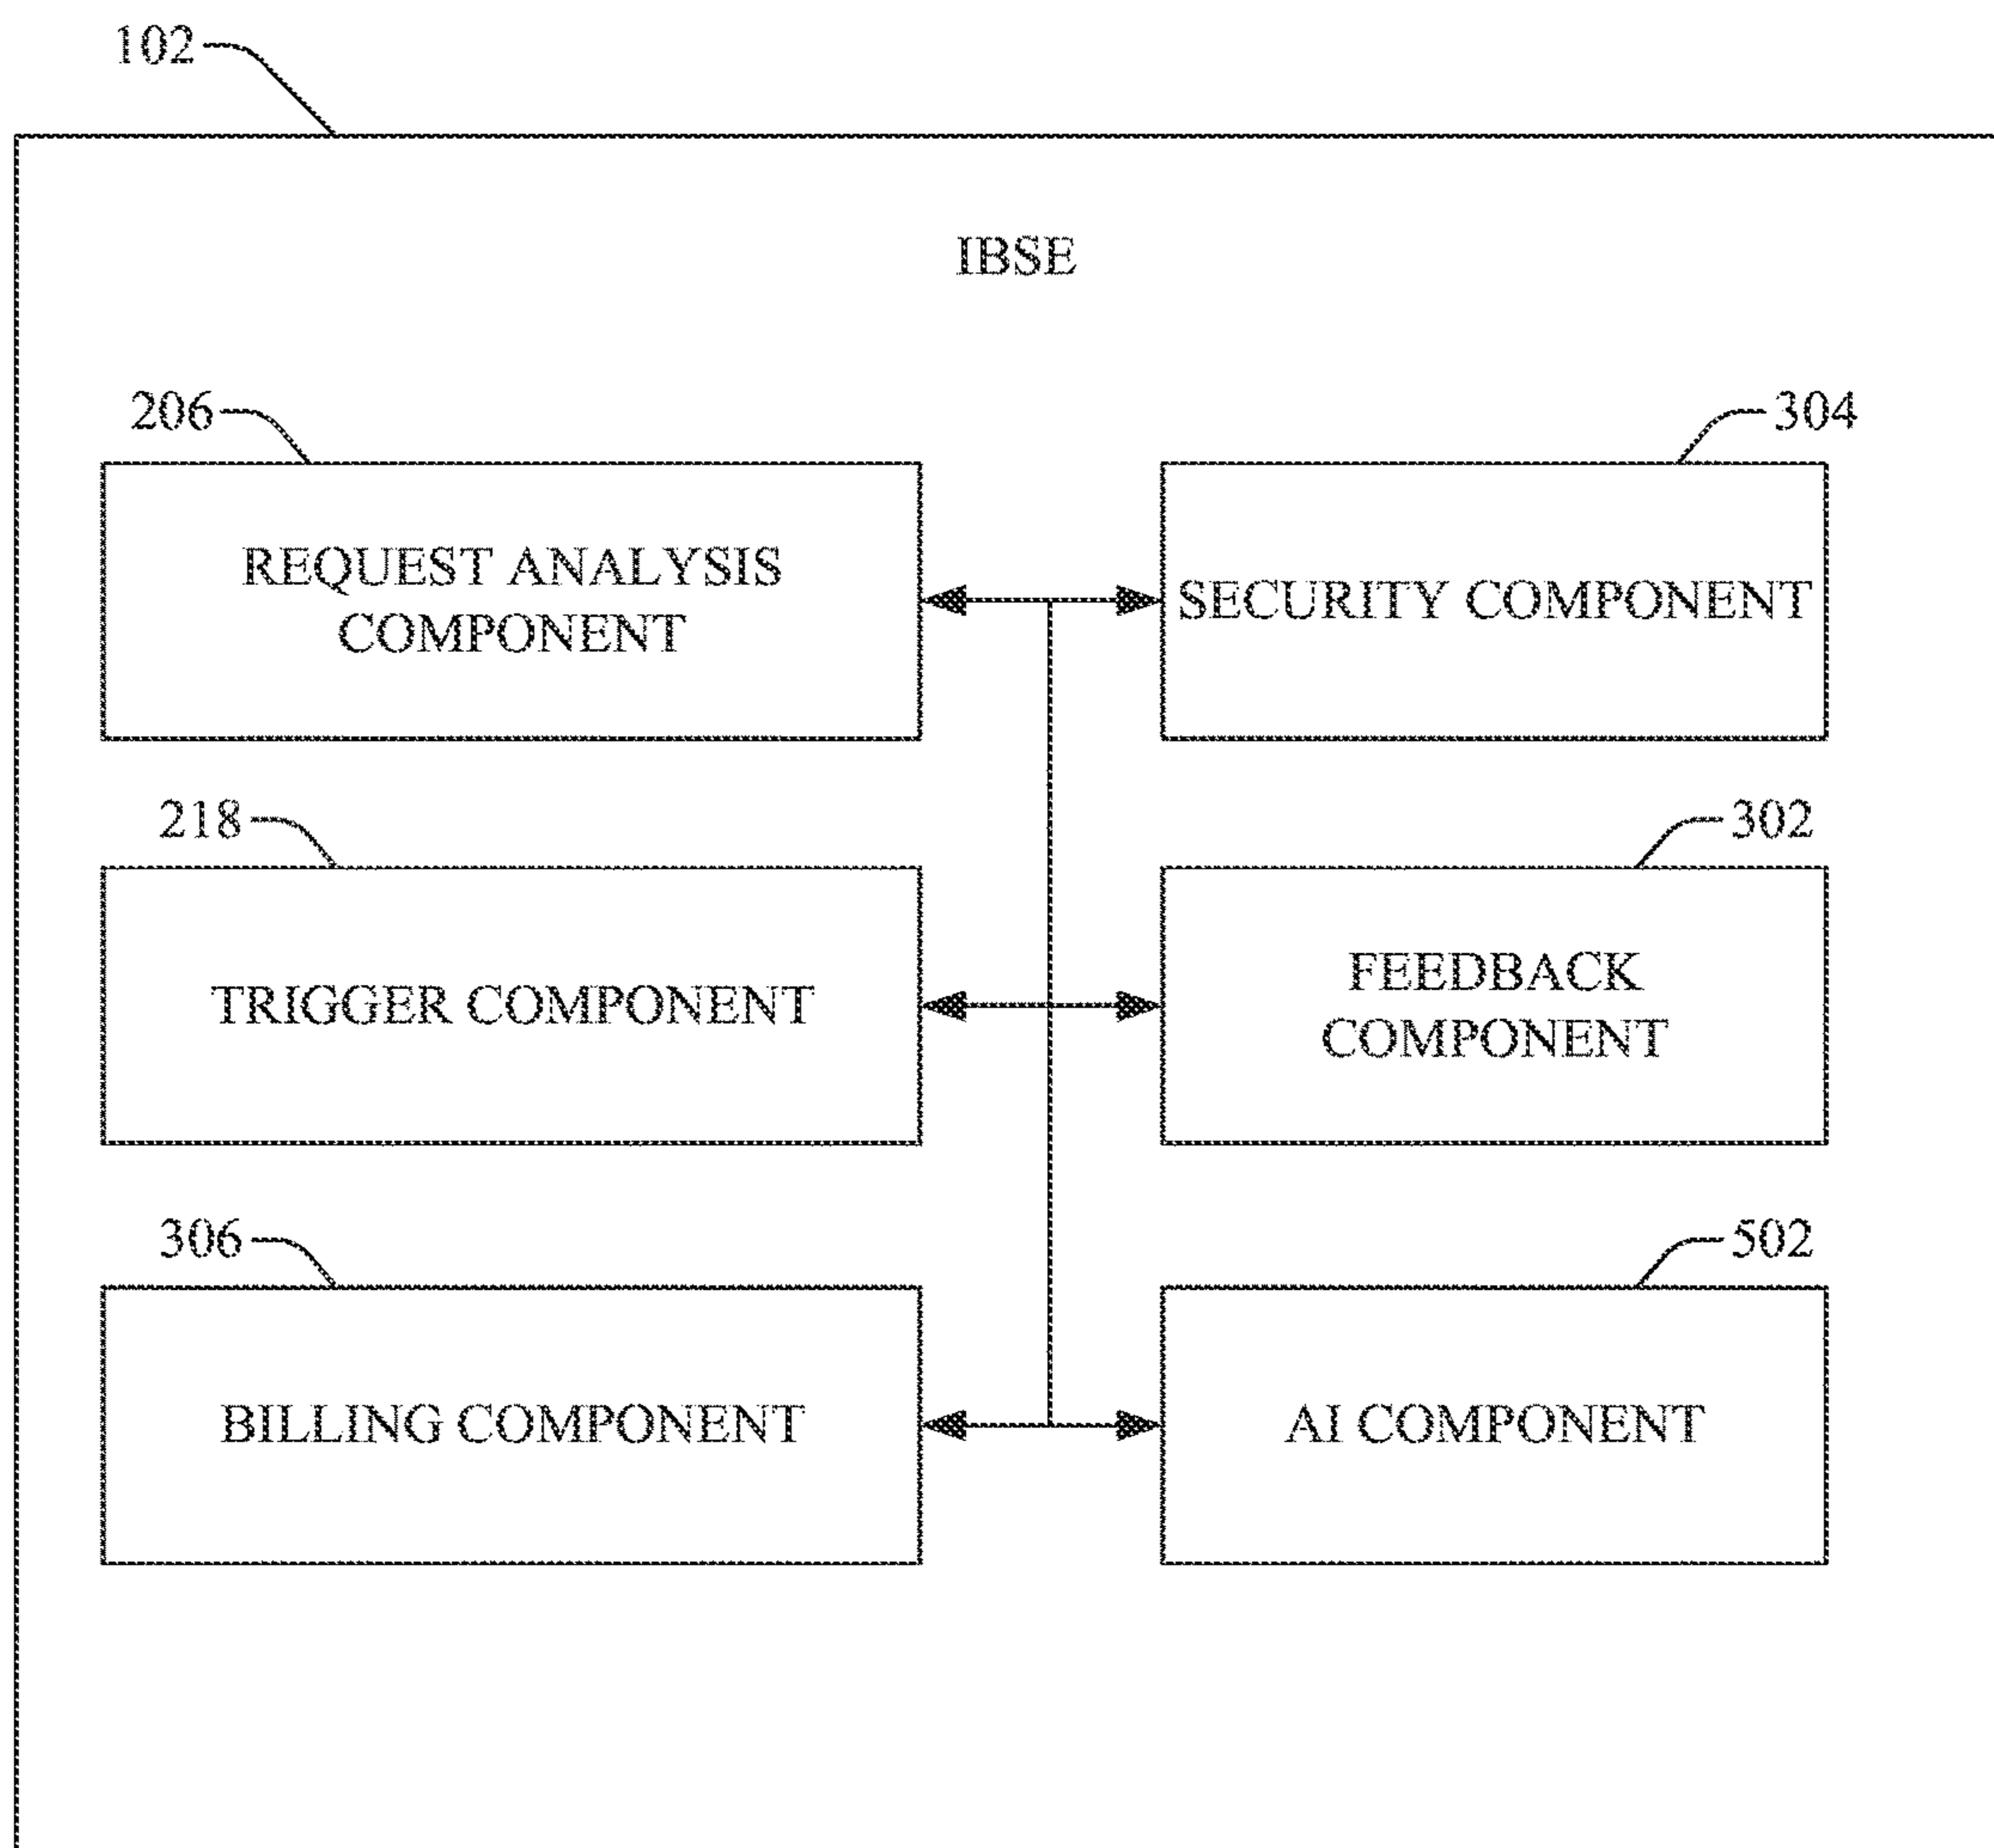 102
IBSE
206
304
REQUEST ANALYSIS
COMPONENT
SECURITY COMPONENT
218
302
TRIGGER COMPONENT
FEEDBACK
COMPONENT
306
502
BILLING COMPONENT
AI COMPONENT